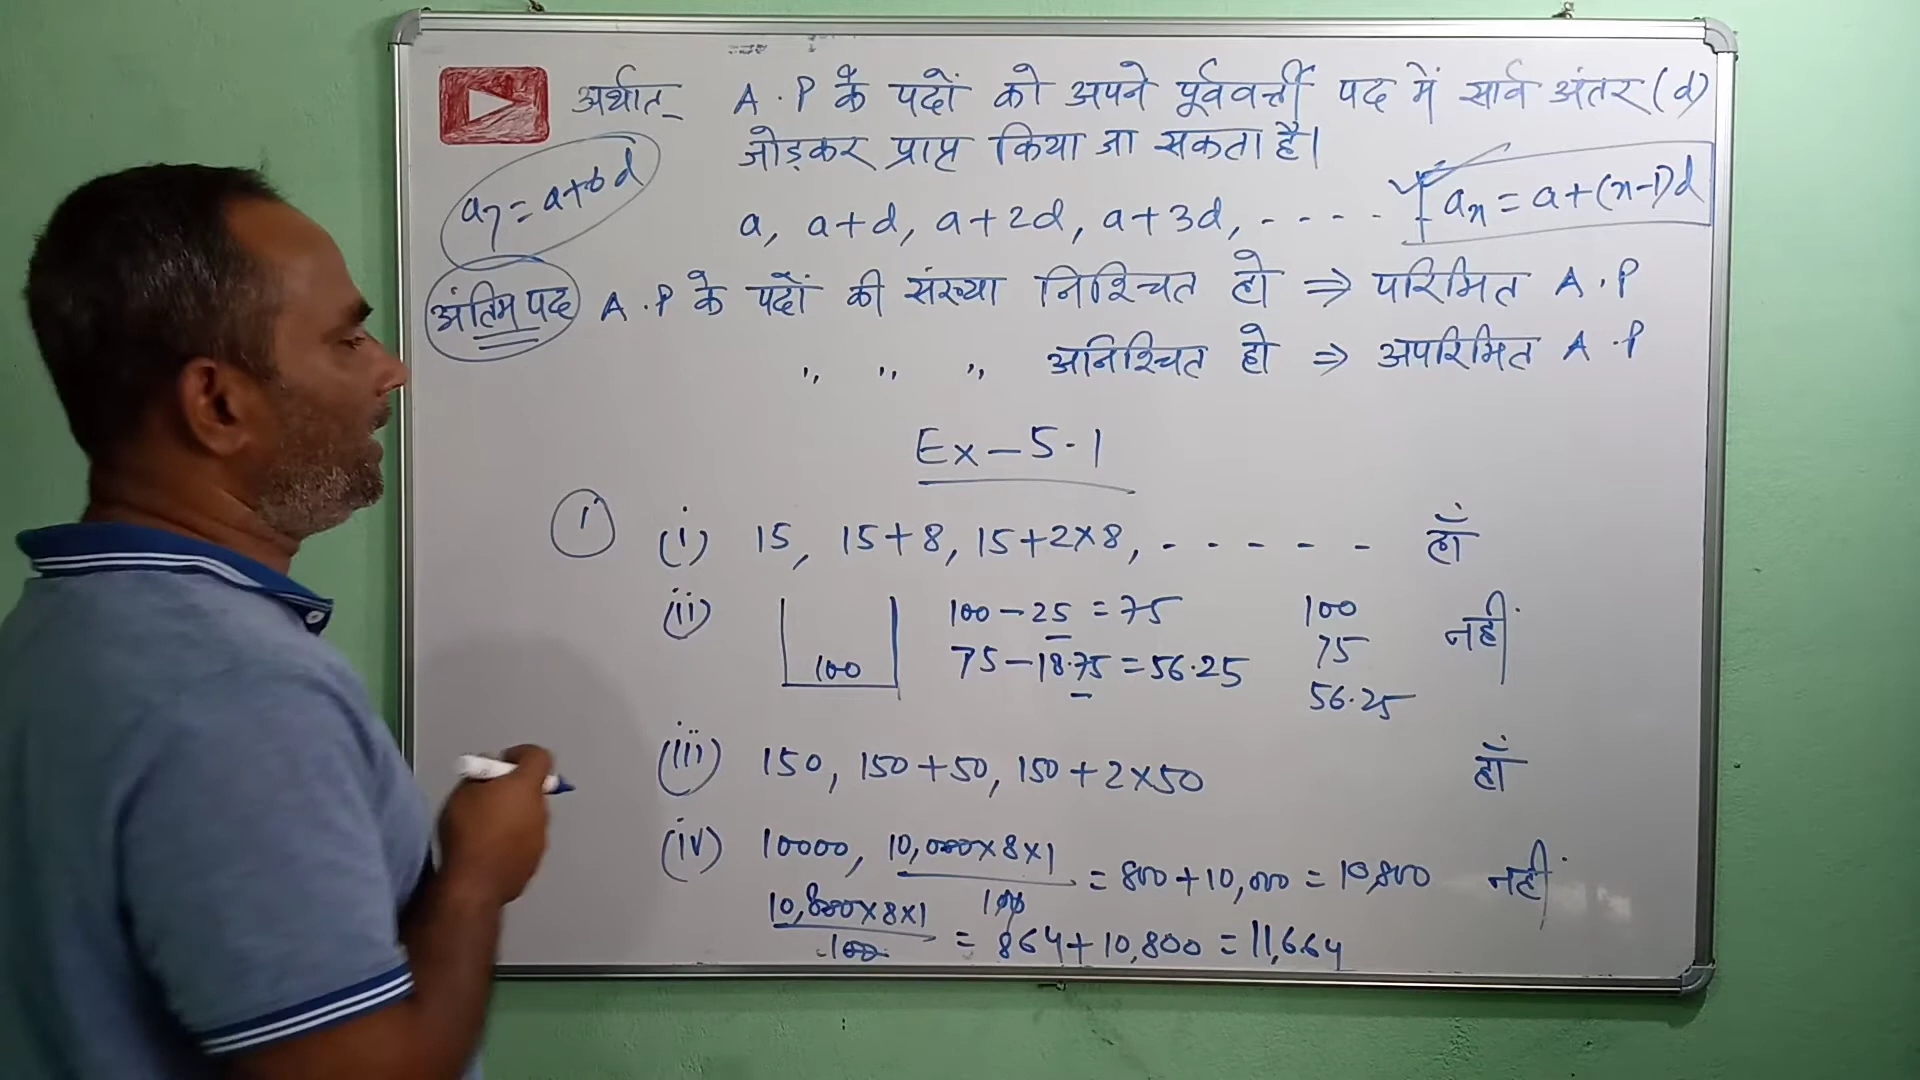 अर्थात- A.P के पदों को अपने पूर्ववर्त्ती पद में सार्व अंतर (d)
जोड़कर प्राप्त किया जा सकता है।
a₇ = a+6d
a, a+d, a+2d, a+3d, - - - -
aₙ = a+(n-1)d
अंतिम पद
A.P के पदों की संख्या निश्चित हो ⇒ परिमित A.P
,, ,, ,, अनिश्चित हो ⇒ अपरिमित A.P
Ex-5.1
1 (i) 15, 15+8, 15+2×8, - - - - - हाँ
(ii) 100 100-25 = 75 100 नहीं
75-18.75 = 56.25 75
56.25
(iii) 150, 150+50, 150+2×50 हाँ
(iv) 10000, 10,000×8×1/100 = 800+10,000 = 10,800 नहीं
10,800×8×1/100 = 864+10,800 = 11,664